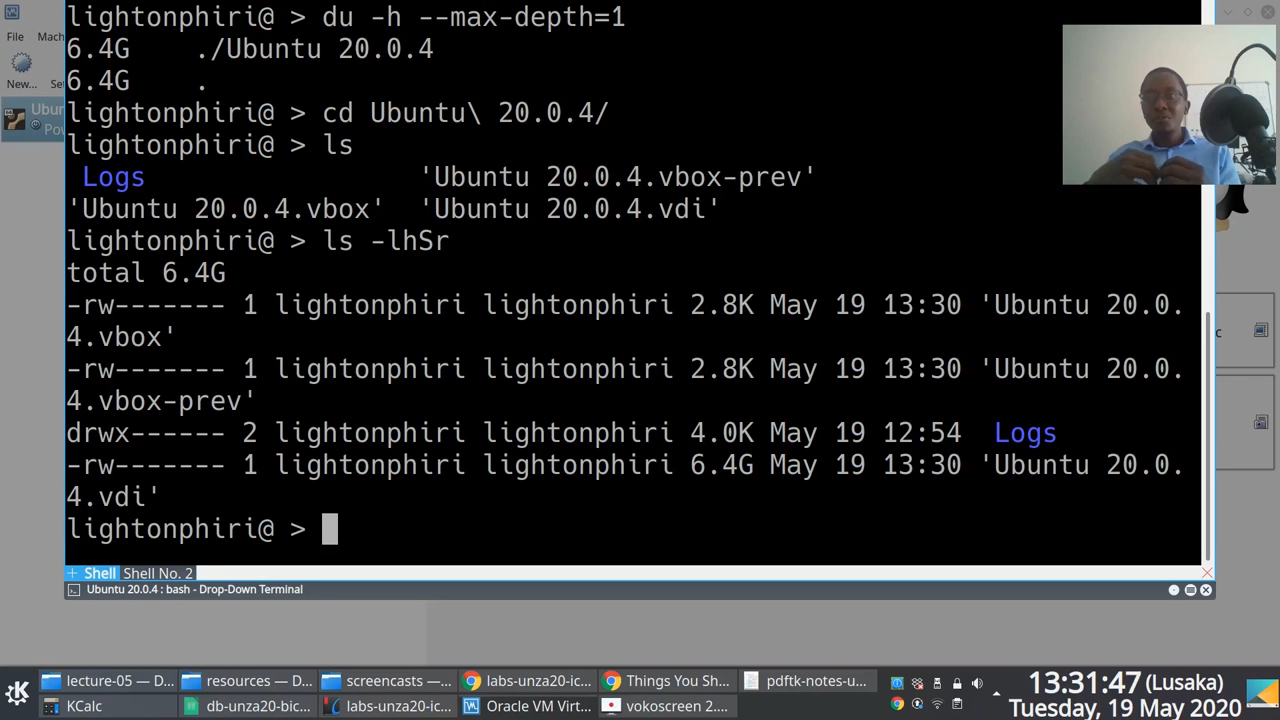 lightonphiri@ > du -h --max-depth=1
6.4G ./Ubuntu 20.0.4
6.4G .
lightonphiri@ > cd Ubuntu\ 20.0.4/
lightonphiri@ > ls
Logs 'Ubuntu 20.0.4.vbox-prev'
'Ubuntu 20.0.4.vbox' 'Ubuntu 20.0.4.vdi'
lightonphiri@ > ls -lhSr
total 6.4G
-rw------- 1 lightonphiri lightonphiri 2.8K May 19 13:30 'Ubuntu 20.0.
4.vbox'
-rw------- 1 lightonphiri lightonphiri 2.8K May 19 13:30 'Ubuntu 20.0.
4.vbox-prev'
drwx------ 2 lightonphiri lightonphiri 4.0K May 19 12:54 Logs
-rw------- 1 lightonphiri lightonphiri 6.4G May 19 13:30 'Ubuntu 20.0.
4.vdi'
lightonphiri@ >
+ Shell Shell No. 2
Ubuntu 20.0.4 : bash - Drop-Down Terminal
File Mach
New... Set
Ubun
Pow
c
lecture-05 — D... resources — D... screencasts —... labs-unza20-ic... Things You Sh... pdftk-notes-u...
KCalc db-unza20-bic... labs-unza20-ic... Oracle VM Virt... vokoscreen 2....
13:31:47 (Lusaka)
Tuesday, 19 May 2020